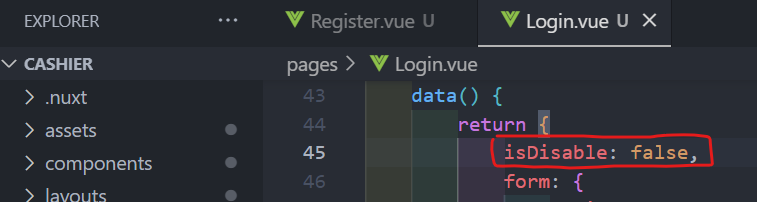 EXPLORER ...
Register.vue U
Login.vue U ×
CASHIER
pages > Login.vue
> .nuxt
> assets
> components
> layouts
43 data() {
44 return {
45 isDisable: false,
46 form: {